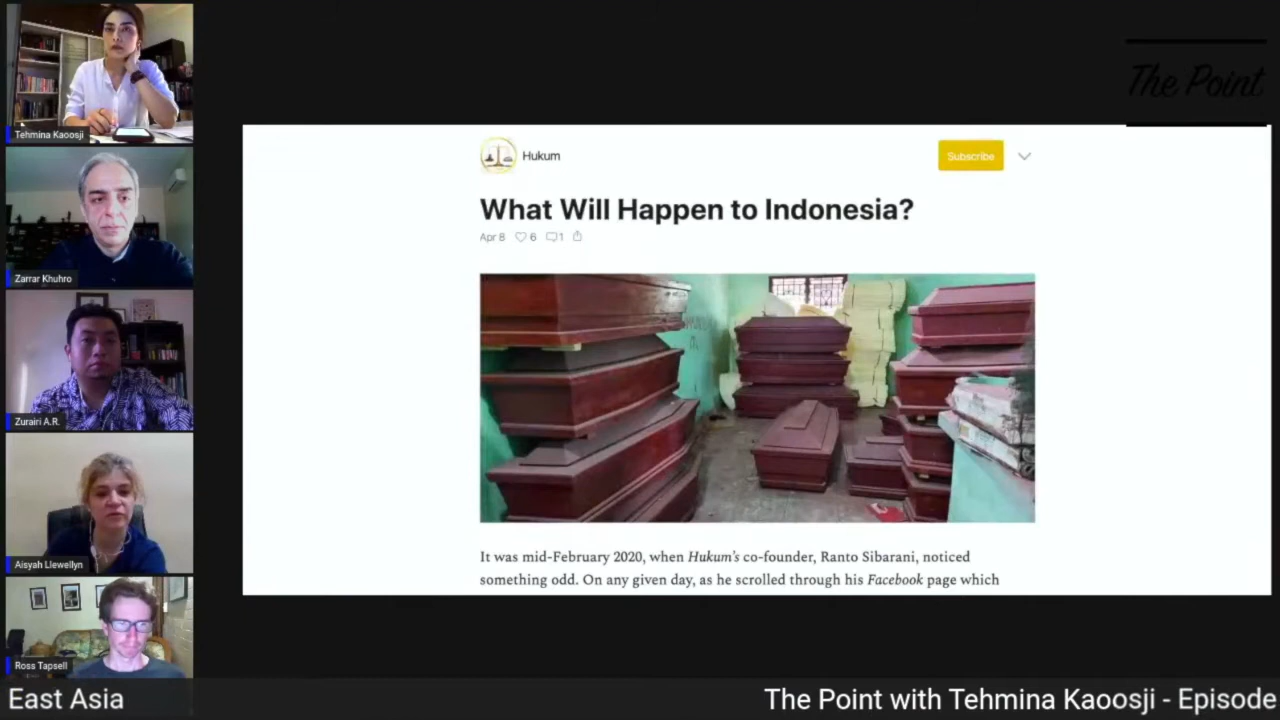 Tehmina Kaoosji
Zarrar Khuhro
Zurairi A.R.
Aisyah Llewellyn
Ross Tapsell
The Point
Hukum
Subscribe
What Will Happen to Indonesia?
Apr 8 6 1
It was mid-February 2020, when Hukum's co-founder, Ranto Sibarani, noticed
something odd. On any given day, as he scrolled through his Facebook page which
East Asia
The Point with Tehmina Kaoosji - Episode